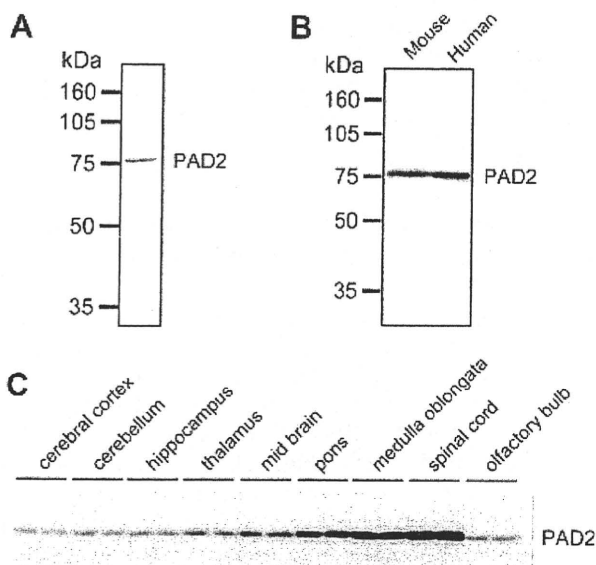 A
kDa
160
105
75
50
35
PAD2
B
Mouse
Human
kDa
160
105
75
50
35
PAD2
C
cerebral cortex
cerebellum
hippocampus
thalamus
mid brain
pons
medulla oblongata
spinal cord
olfactory bulb
PAD2